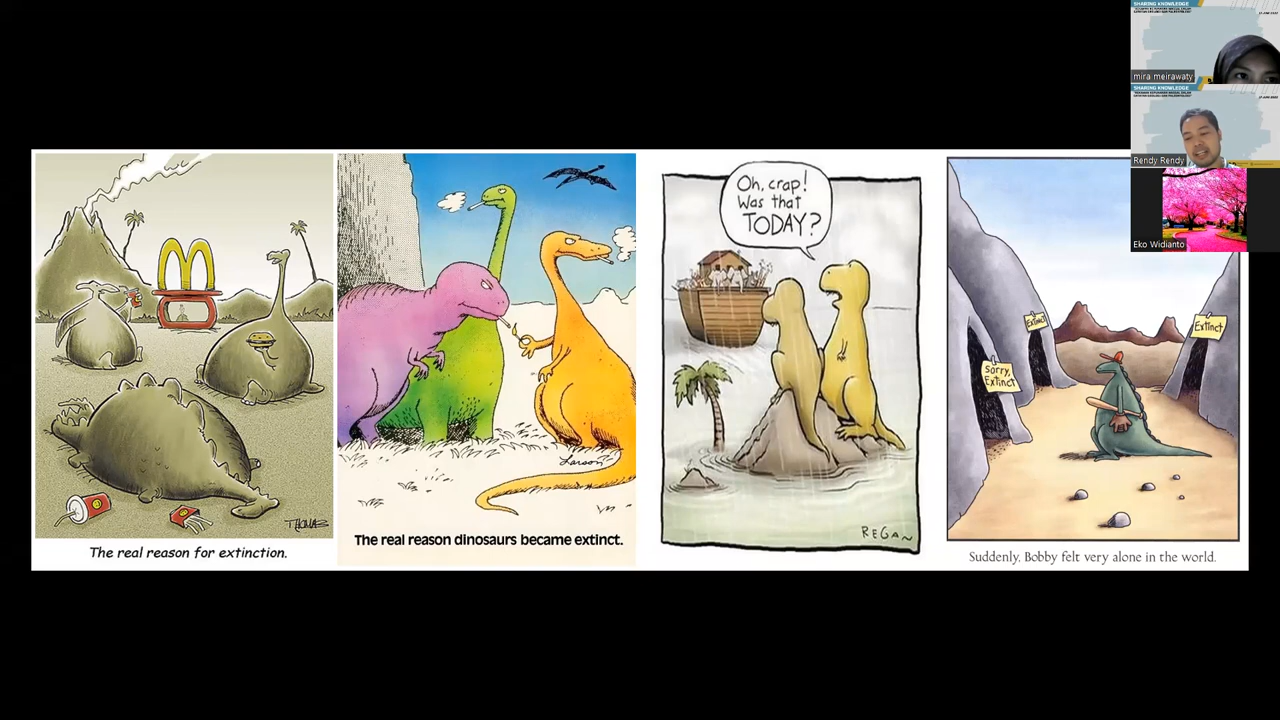 The real reason for extinction.
THOMAS
The real reason dinosaurs became extinct.
Larson
Oh, crap!
Was that
TODAY?
REGAN
Extinct
Sorry,
Extinct
Extinct
Suddenly, Bobby felt very alone in the world.
SHARING KNOWLEDGE
mira meirawaty
SHARING KNOWLEDGE
Rendy Rendy
Eko Widianto